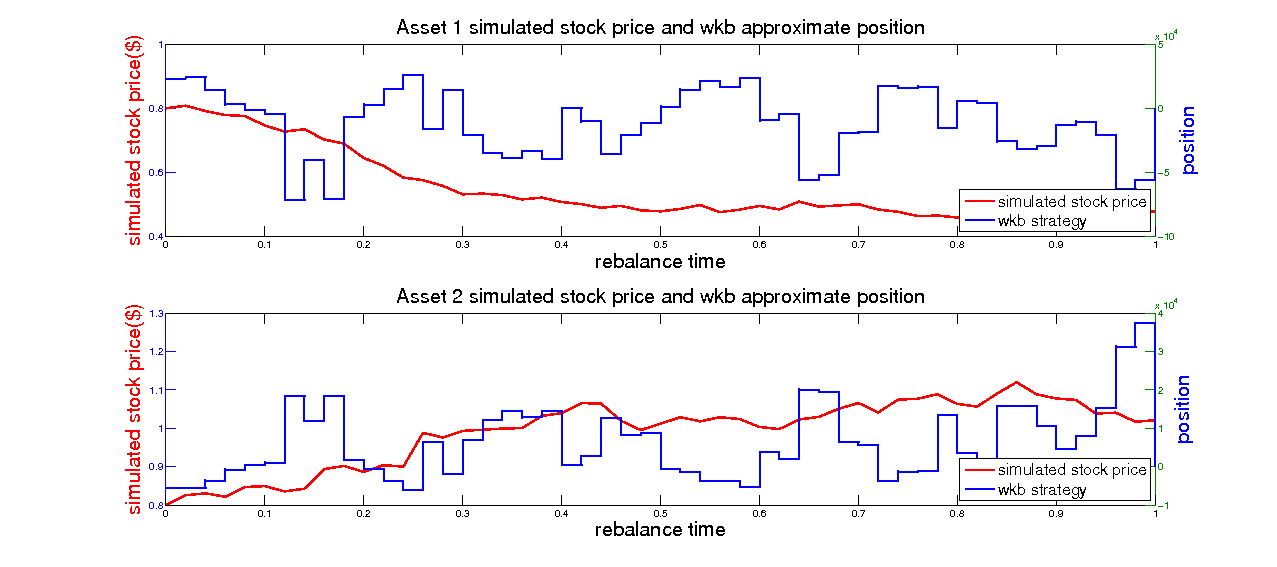 Asset 1 simulated stock price and wkb approximate position
x 10^4
simulated stock price($)
1
0.8
0.6
0.4
5
0
-5
-10
position
simulated stock price
wkb strategy
0 0.1 0.2 0.3 0.4 0.5 0.6 0.7 0.8 0.9 1
rebalance time
Asset 2 simulated stock price and wkb approximate position
x 10^4
simulated stock price($)
1.3
1.2
1.1
1
0.9
0.8
4
3
2
1
0
-1
position
simulated stock price
wkb strategy
0 0.1 0.2 0.3 0.4 0.5 0.6 0.7 0.8 0.9 1
rebalance time